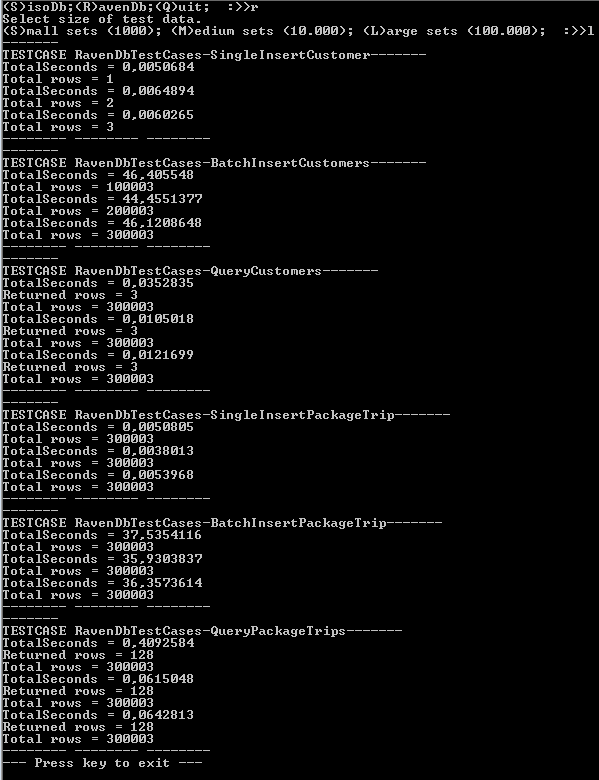 (S)isoDb;(R)avenDb;(Q)uit;  :>>r
Select size of test data.
(S)mall sets (1000); (M)edium sets (10.000); (L)arge sets (100.000);  :>>l
-------
TESTCASE RavenDbTestCases-SingleInsertCustomer-------
TotalSeconds = 0,0050684
Total rows = 1
TotalSeconds = 0,0064894
Total rows = 2
TotalSeconds = 0,0060265
Total rows = 3
-------- -------- --------
-------
TESTCASE RavenDbTestCases-BatchInsertCustomers-------
TotalSeconds = 46,405548
Total rows = 100003
TotalSeconds = 44,4551377
Total rows = 200003
TotalSeconds = 46,1208648
Total rows = 300003
-------- -------- --------
-------
TESTCASE RavenDbTestCases-QueryCustomers-------
TotalSeconds = 0,0352835
Returned rows = 3
Total rows = 300003
TotalSeconds = 0,0105018
Returned rows = 3
Total rows = 300003
TotalSeconds = 0,0121699
Returned rows = 3
Total rows = 300003
-------- -------- --------
-------
TESTCASE RavenDbTestCases-SingleInsertPackageTrip-------
TotalSeconds = 0,0050805
Total rows = 300003
TotalSeconds = 0,0038013
Total rows = 300003
TotalSeconds = 0,0053968
Total rows = 300003
-------- -------- --------
-------
TESTCASE RavenDbTestCases-BatchInsertPackageTrip-------
TotalSeconds = 37,5354116
Total rows = 300003
TotalSeconds = 35,9303837
Total rows = 300003
TotalSeconds = 36,3573614
Total rows = 300003
-------- -------- --------
-------
TESTCASE RavenDbTestCases-QueryPackageTrips-------
TotalSeconds = 0,4092584
Returned rows = 128
Total rows = 300003
TotalSeconds = 0,0615048
Returned rows = 128
Total rows = 300003
TotalSeconds = 0,0642813
Returned rows = 128
Total rows = 300003
-------- -------- --------
--- Press key to exit ---